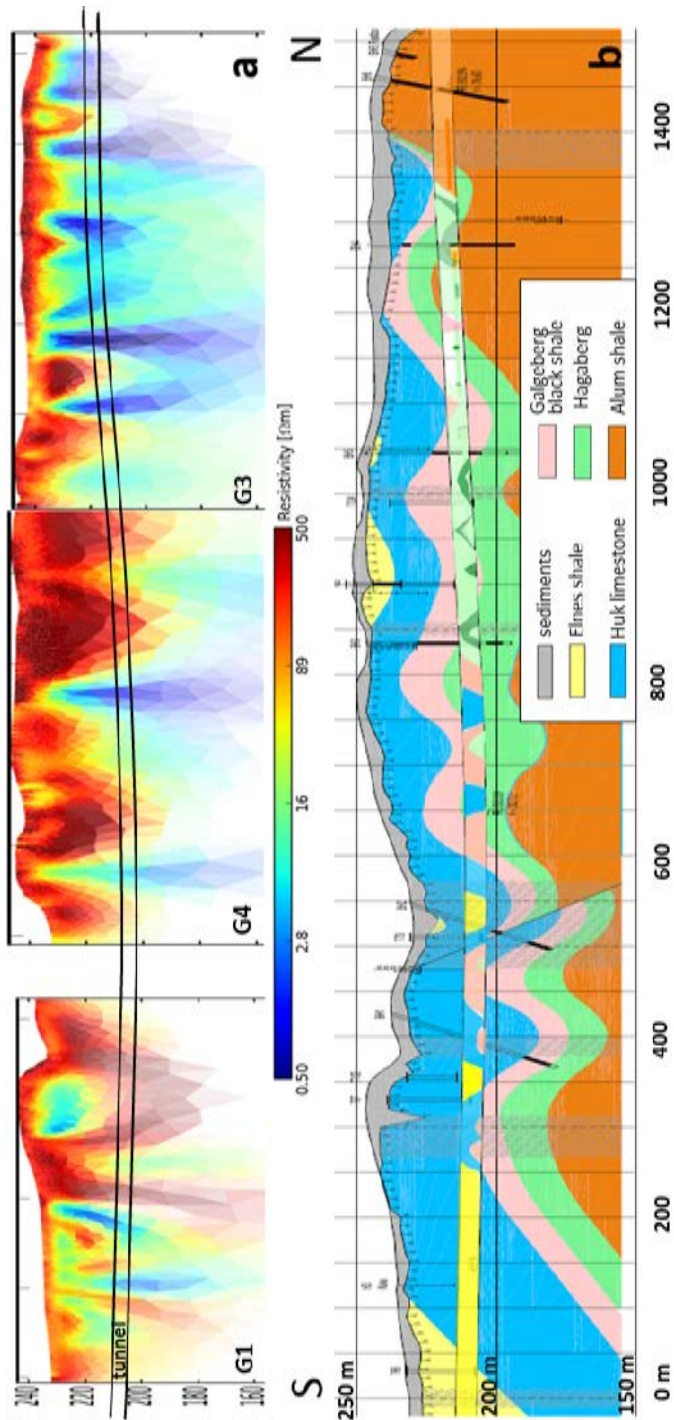 a
240
220
200
180
160
tunnel
G1
G4
G3
0.50
2.8
16
89
500
Resistivity [Ωm]
S
N
b
250 m
200 m
150 m
sediments
Elnes shale
Huk limestone
Galgeberg
black shale
Hagaberg
Alum shale
0 m
200
400
600
800
1000
1200
1400